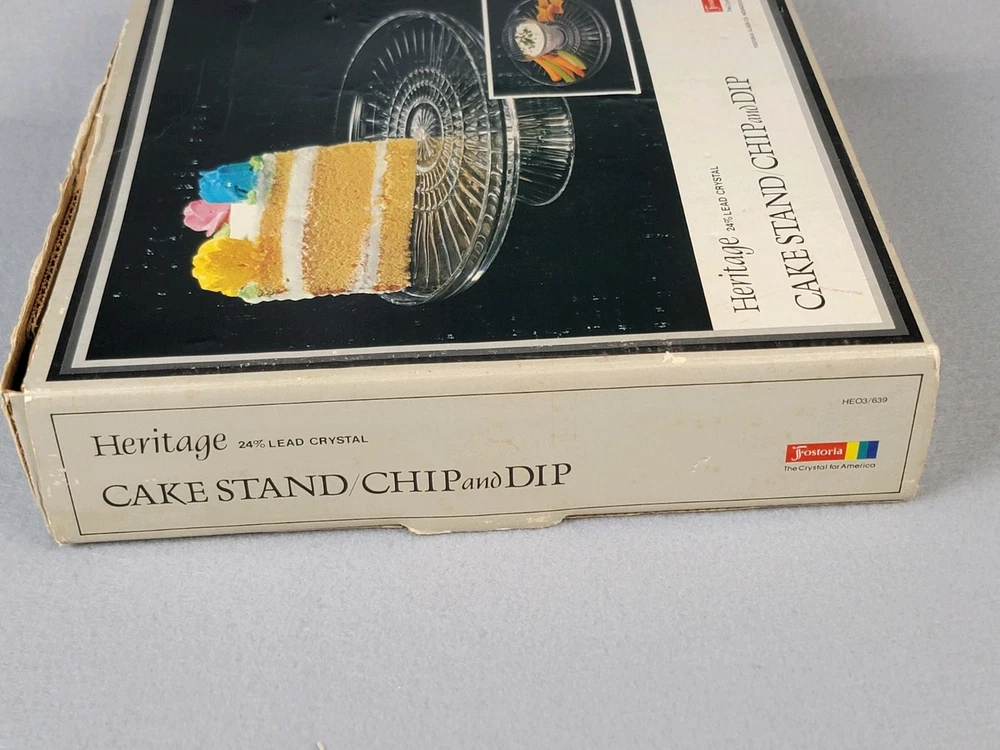 Heritage 24% LEAD CRYSTAL
CAKE STAND/CHIP and DIP
HEO3/639
Heritage 24% LEAD CRYSTAL
CAKE STAND/CHIP and DIP
Fostoria
The Crystal for America